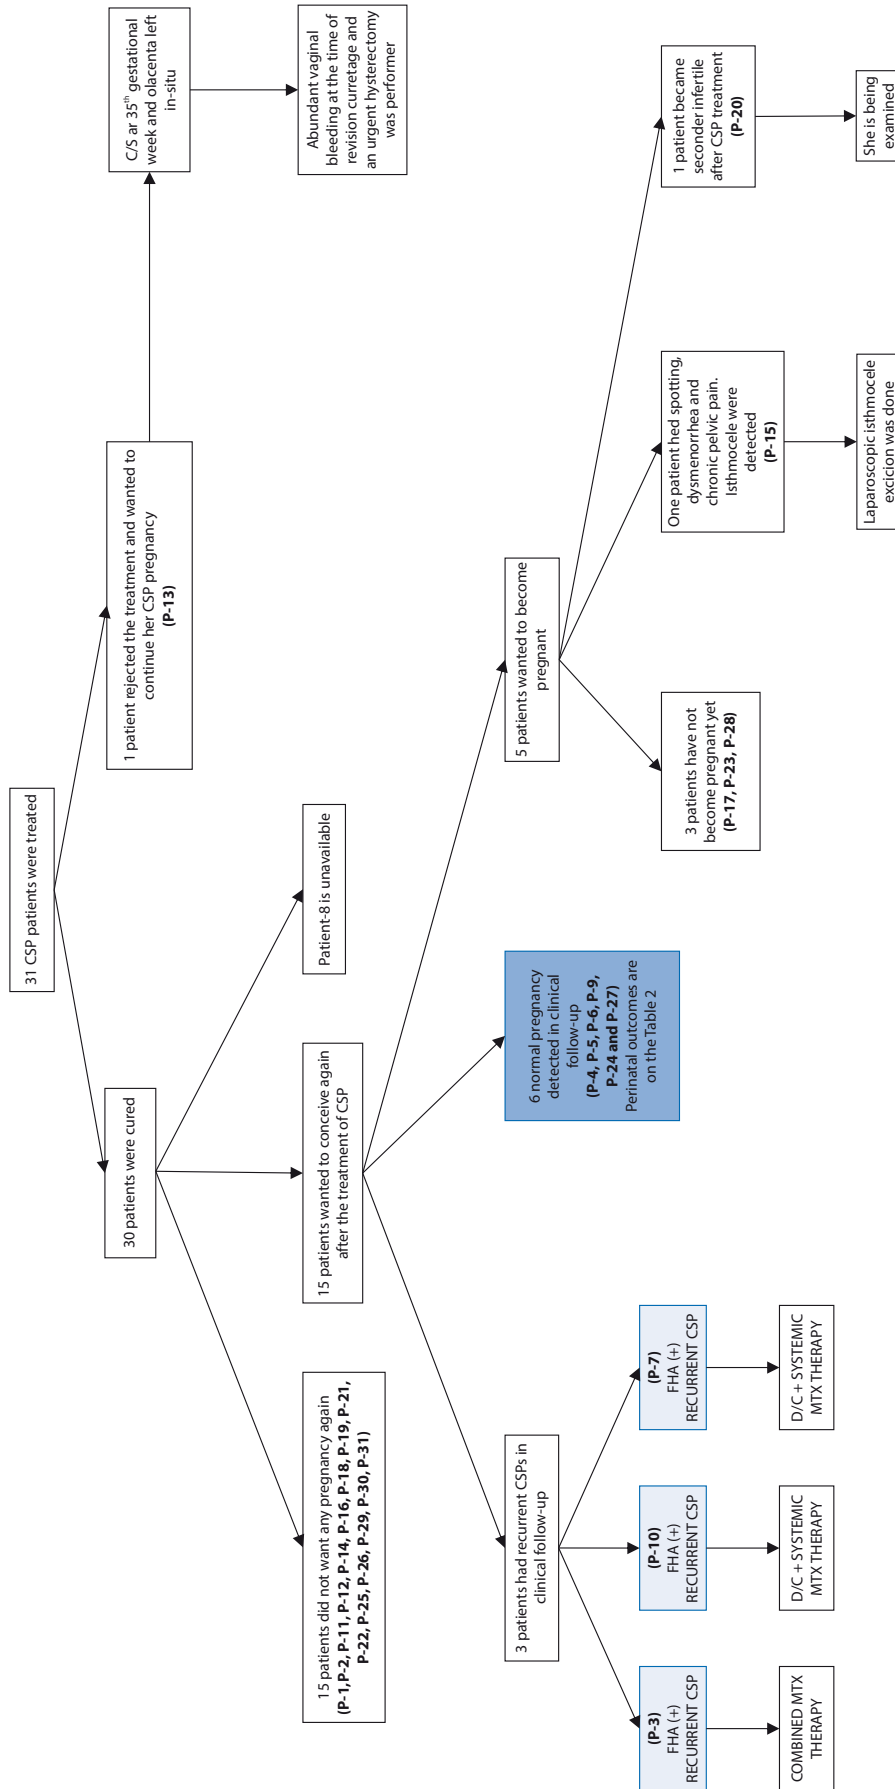 31 CSP patients were treated
30 patients were cured
1 patient rejected the treatment and wanted to
continue her CSP pregnancy
(P-13)
C/S ar 35th gestational
week and olacenta left
in-situ
15 patients did not want any pregnancy again
(P-1,P-2, P-11, P-12, P-14, P-16, P-18, P-19, P-21,
P-22, P-25, P-26, P-29, P-30, P-31)
15 patients wanted to conceive again
after the treatment of CSP
Patient-8 is unavailable
Abundant vaginal
bleeding at the time of
revision curretage and
an urgent hysterectomy
was performer
3 patients had recurrent CSPs in
clinical follow-up
6 normal pregnancy
detected in clinical
follow-up
(P-4, P-5, P-6, P-9,
P-24 and P-27)
Perinatal outcomes are
on the Table 2
5 patients wanted to become
pregnant
(P-3)
FHA (+)
RECURRENT CSP
(P-10)
FHA (+)
RECURRENT CSP
(P-7)
FHA (+)
RECURRENT CSP
3 patients have not
become pregnant yet
(P-17, P-23, P-28)
One patient hed spotting,
dysmenorrhea and
chronic pelvic pain.
Isthmocele were
detected
(P-15)
1 patient became
seconder infertile
after CSP treatment
(P-20)
COMBINED MTX
THERAPY
D/C + SYSTEMIC
MTX THERAPY
D/C + SYSTEMIC
MTX THERAPY
Laparoscopic isthmocele
excicion was done
She is being
examined